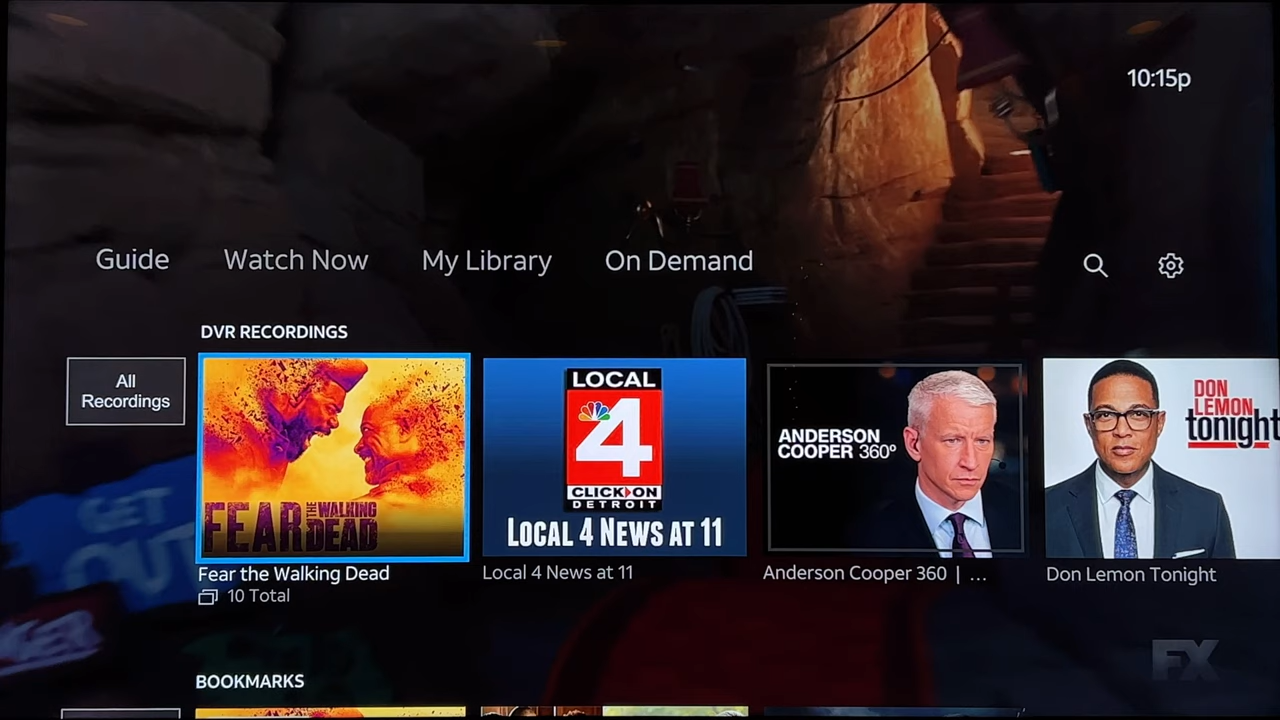 10:15p
Guide
Watch Now
My Library
On Demand
DVR RECORDINGS
All
Recordings
FEAR THE WALKING DEAD
LOCAL
4
CLICK ON
DETROIT
LOCAL 4 NEWS AT 11
ANDERSON
COOPER 360°
DON
LEMON
tonight
Fear the Walking Dead
10 Total
Local 4 News at 11
Anderson Cooper 360 | ...
Don Lemon Tonight
GET
OUT
FX
BOOKMARKS